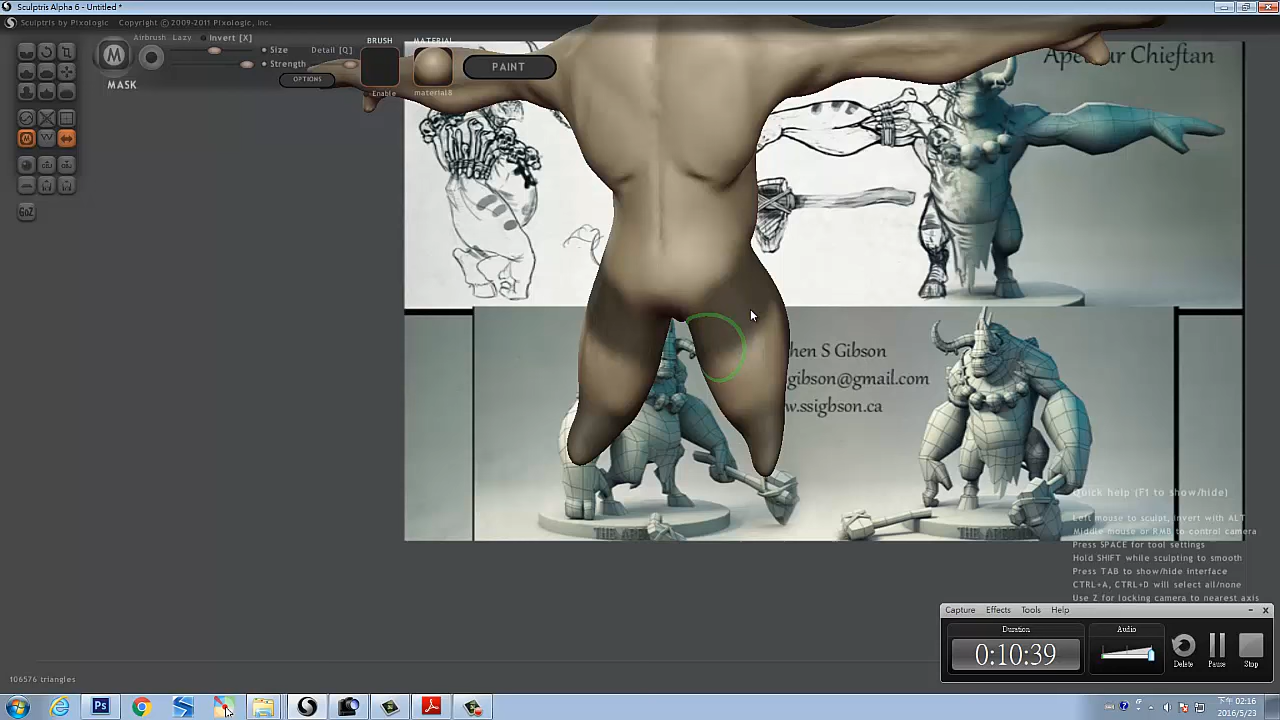 Sculptris Alpha 6 - Untitled *
Sculptris by Pixologic Copyright © 2009-2011 Pixologic, Inc.
Airbrush Lazy Invert [X]
Size Detail [Q]
Strength
OPTIONS
MASK
BRUSH
Enable
MATERIAL
material8
PAINT
GoZ
Chieftan
hen S Gibson
gibson@gmail.com
w.ssigbson.ca
Quick help (F1 to show/hide)
Left mouse to sculpt, invert with ALT
Middle mouse or RMB to control camera
Press SPACE for tool settings
Hold SHIFT while sculpting to smooth
Press TAB to show/hide interface
CTRL+A, CTRL+D will select all/none
Use Z for locking camera to nearest axis
Capture Effects Tools Help
Duration
0:10:39
Audio
Delete
Pause
Stop
106576 triangles
下午 02:16
2016/5/23